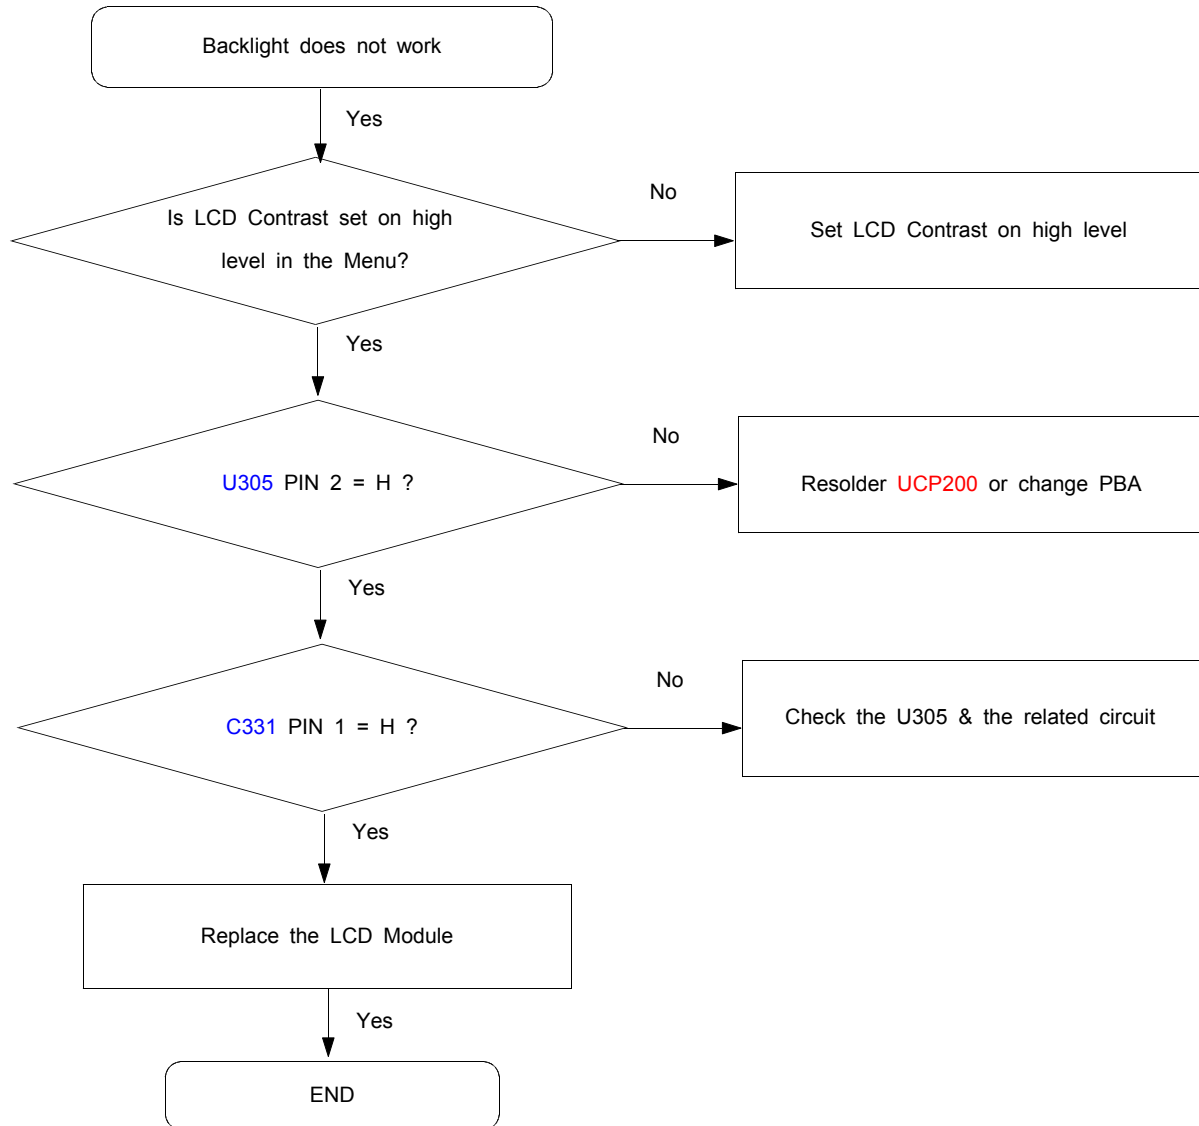 Backlight does not work
Yes
Is LCD Contrast set on high
level in the Menu?
No
Set LCD Contrast on high level
Yes
U305 PIN 2 = H ?
No
Resolder UCP200 or change PBA
Yes
C331 PIN 1 = H ?
No
Check the U305 & the related circuit
Yes
Replace the LCD Module
Yes
END